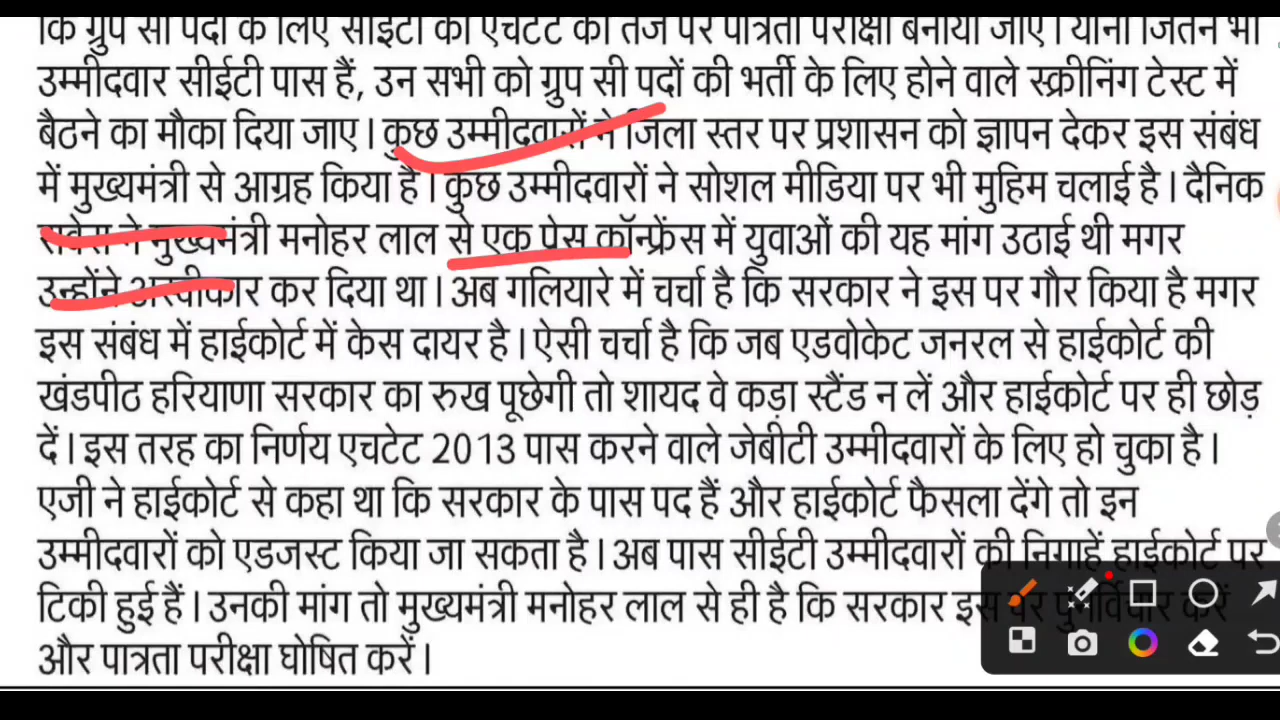 कि ग्रुप सी पदों के लिए सीईटी को एचटेट की तर्ज पर पात्रता परीक्षा बनाया जाए। यानी जितने भी
उम्मीदवार सीईटी पास हैं, उन सभी को ग्रुप सी पदों की भर्ती के लिए होने वाले स्क्रीनिंग टेस्ट में
बैठने का मौका दिया जाए। कुछ उम्मीदवारों ने जिला स्तर पर प्रशासन को ज्ञापन देकर इस संबंध
में मुख्यमंत्री से आग्रह किया है। कुछ उम्मीदवारों ने सोशल मीडिया पर भी मुहिम चलाई है। दैनिक
सवेरा ने मुख्यमंत्री मनोहर लाल से एक प्रेस कॉन्फ्रेंस में युवाओं की यह मांग उठाई थी मगर
उन्होंने अस्वीकार कर दिया था। अब गलियारे में चर्चा है कि सरकार ने इस पर गौर किया है मगर
इस संबंध में हाईकोर्ट में केस दायर है। ऐसी चर्चा है कि जब एडवोकेट जनरल से हाईकोर्ट की
खंडपीठ हरियाणा सरकार का रुख पूछेगी तो शायद वे कड़ा स्टैंड न लें और हाईकोर्ट पर ही छोड़
दें। इस तरह का निर्णय एचटेट 2013 पास करने वाले जेबीटी उम्मीदवारों के लिए हो चुका है।
एजी ने हाईकोर्ट से कहा था कि सरकार के पास पद हैं और हाईकोर्ट फैसला देंगे तो इन
उम्मीदवारों को एडजस्ट किया जा सकता है। अब पास सीईटी उम्मीदवारों की निगाहें हाईकोर्ट पर
टिकी हुई हैं। उनकी मांग तो मुख्यमंत्री मनोहर लाल से ही है कि सरकार इस पर पुनर्विचार करें
और पात्रता परीक्षा घोषित करें।